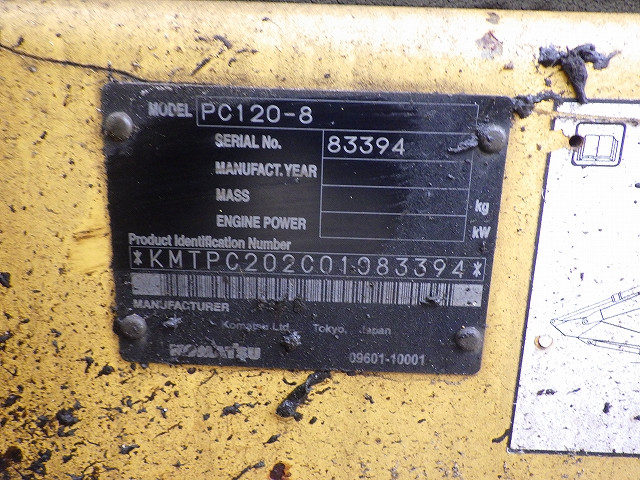 MODEL PC120-8
SERIAL No. 83394
MANUFACT. YEAR
MASS kg
ENGINE POWER kW
Product Identification Number
*KMTPC202C01083394*
MANUFACTURER
Komatsu Ltd. Tokyo, Japan
KOMATSU 09601-10001